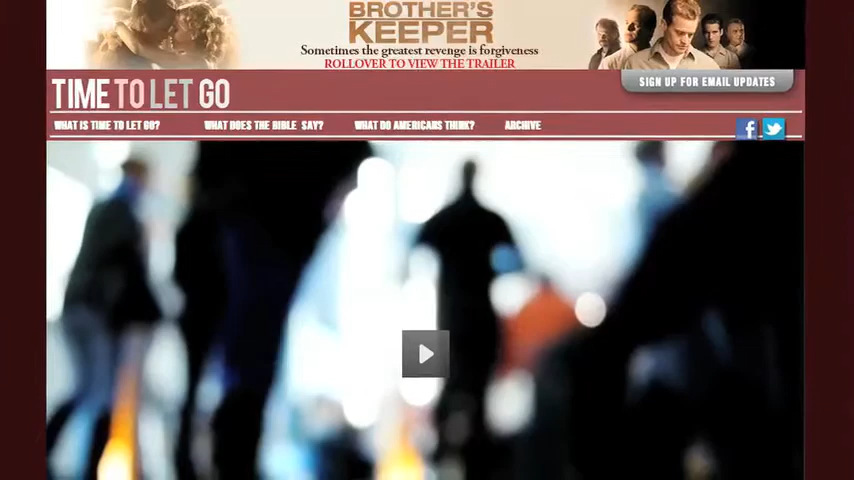 BROTHER'S
KEEPER
Sometimes the greatest revenge is forgiveness
ROLLOVER TO VIEW THE TRAILER
SIGN UP FOR EMAIL UPDATES
TIME TO LET GO
WHAT IS TIME TO LET GO? WHAT DOES THE BIBLE SAY? WHAT DO AMERICANS THINK? ARCHIVE